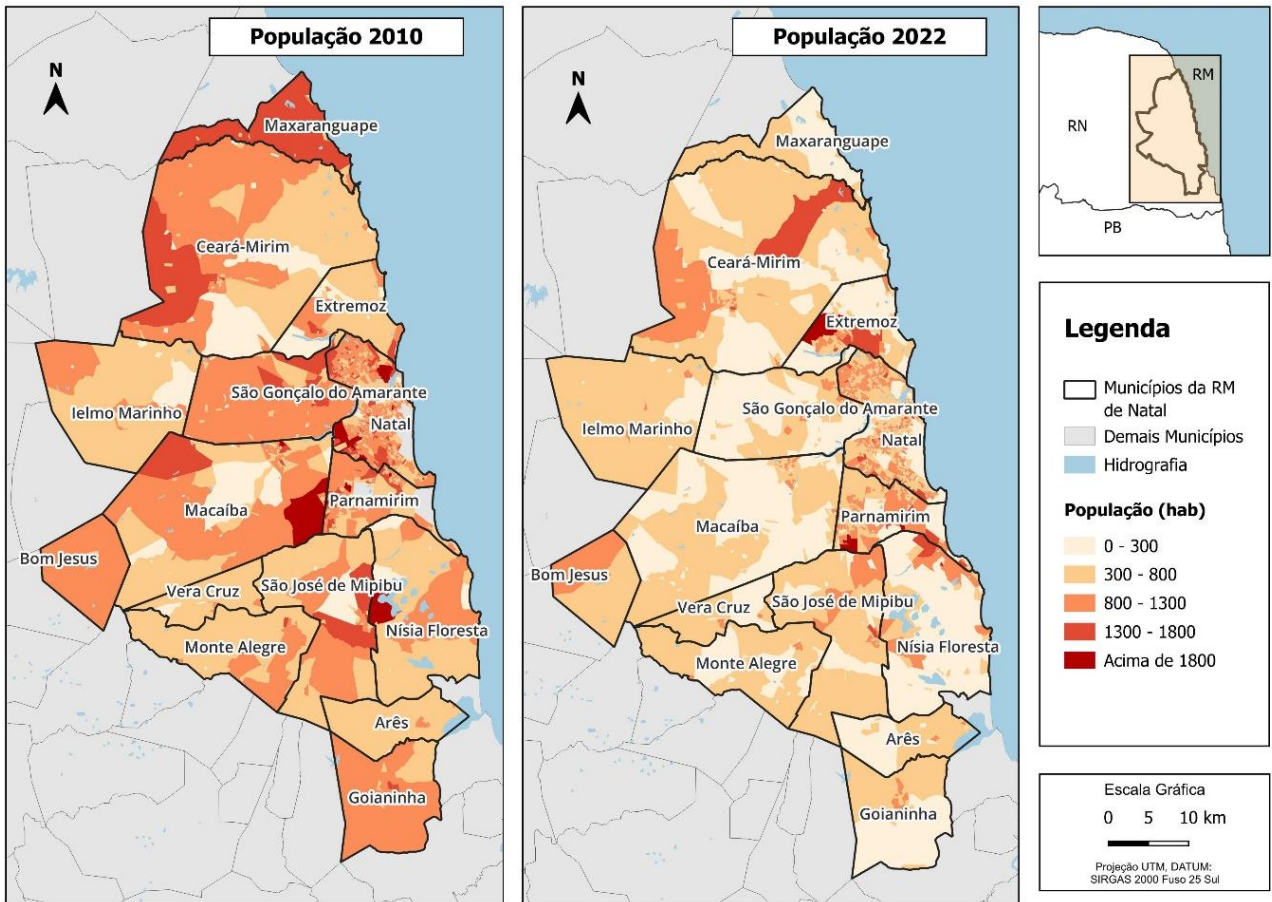 População 2010
N
Maxaranguape
Ceará-Mirim
Extremoz
São Gonçalo do Amarante
Ielmo Marinho
Natal
Macaíba
Parnamirim
Bom Jesus
Vera Cruz
São José de Mipibu
Nísia Floresta
Monte Alegre
Arês
Goianinha
População 2022
N
Maxaranguape
Ceará-Mirim
Extremoz
São Gonçalo do Amarante
Ielmo Marinho
Natal
Macaíba
Parnamirim
Bom Jesus
Vera Cruz
São José de Mipibu
Nísia Floresta
Monte Alegre
Arês
Goianinha
RM
RN
PB
Legenda
Municípios da RM
de Natal
Demais Municípios
Hidrografia
População (hab)
0 - 300
300 - 800
800 - 1300
1300 - 1800
Acima de 1800
Escala Gráfica
0 5 10 km
Projeção UTM, DATUM:
SIRGAS 2000 Fuso 25 Sul